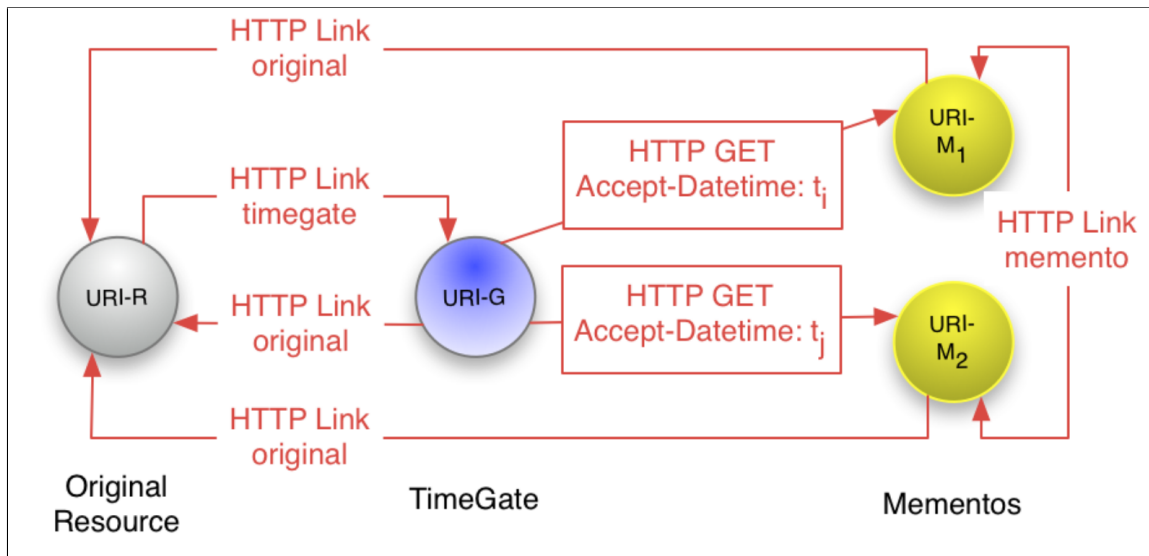 HTTP Link
original
URI-
M1
HTTP GET
Accept-Datetime: ti
HTTP Link
timegate
HTTP Link
memento
URI-R
URI-G
HTTP Link
original
HTTP GET
Accept-Datetime: tj
URI-
M2
HTTP Link
original
Original
Resource
TimeGate
Mementos